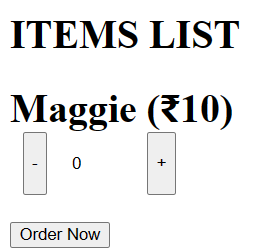 ITEMS LIST
Maggie (₹10)
- 0 +
Order Now